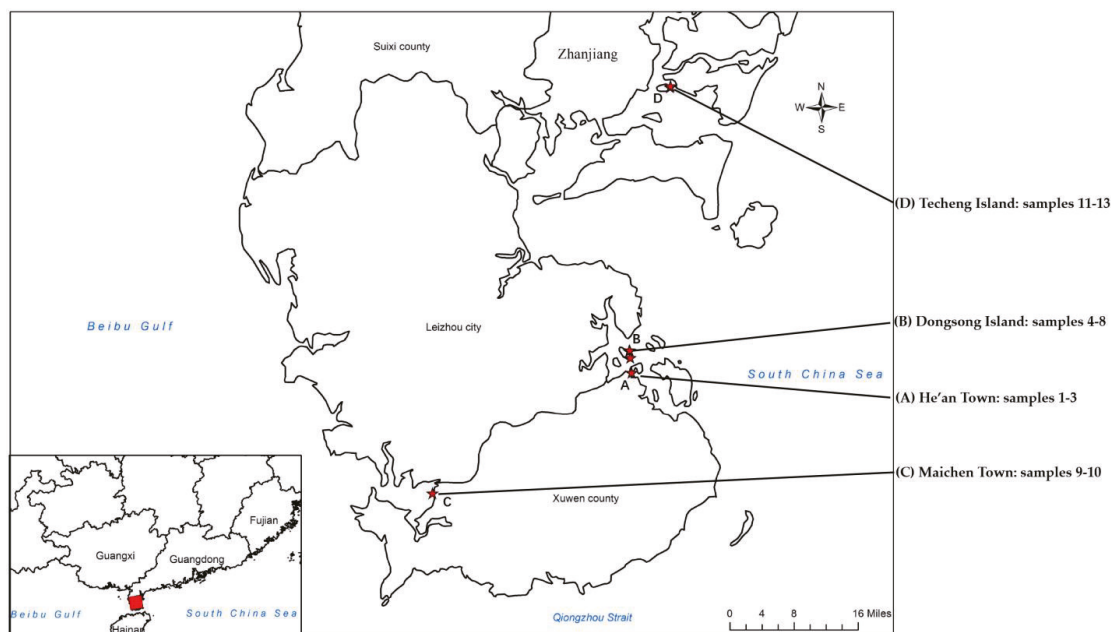 Suixi county
Zhanjiang
D
N
W E
S
(D) Techeng Island: samples 11-13
Beibu Gulf
Leizhou city
B
(B) Dongsong Island: samples 4-8
South China Sea
A
(A) He'an Town: samples 1-3
C
(C) Maichen Town: samples 9-10
Xuwen county
Fujian
Guangxi
Guangdong
Beibu Gulf
South China Sea
Hainan
Qiongzhou Strait
0 4 8 16 Miles